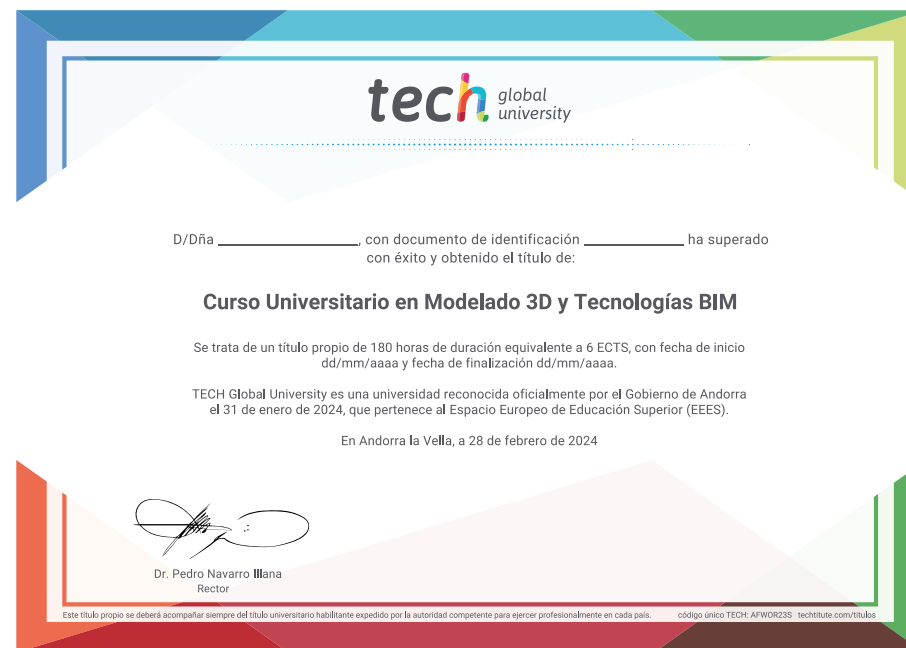 tech global university
D/Dña ______________, con documento de identificación __________ ha superado
con éxito y obtenido el título de:
Curso Universitario en Modelado 3D y Tecnologías BIM
Se trata de un título propio de 180 horas de duración equivalente a 6 ECTS, con fecha de inicio
dd/mm/aaaa y fecha de finalización dd/mm/aaaa.
TECH Global University es una universidad reconocida oficialmente por el Gobierno de Andorra
el 31 de enero de 2024, que pertenece al Espacio Europeo de Educación Superior (EEES).
En Andorra la Vella, a 28 de febrero de 2024
Dr. Pedro Navarro Illana
Rector
Este título propio se deberá acompañar siempre del título universitario habilitante expedido por la autoridad competente para ejercer profesionalmente en cada país. código único TECH: AFWOR23S techtitute.com/titulos